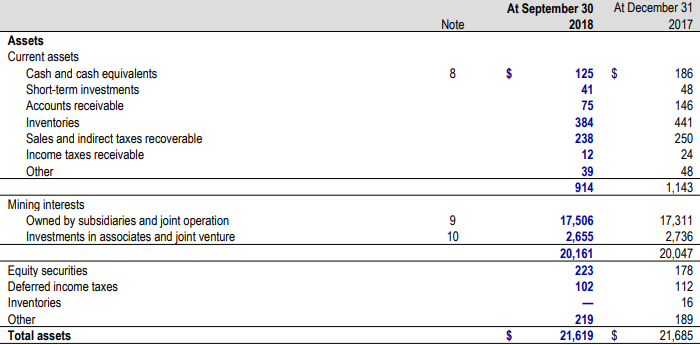 At September 30 At December 31
Note 2018 2017
Assets
Current assets
Cash and cash equivalents 8 $ 125 $ 186
Short-term investments 41 48
Accounts receivable 75 146
Inventories 384 441
Sales and indirect taxes recoverable 238 250
Income taxes receivable 12 24
Other 39 48
914 1,143
Mining interests
Owned by subsidiaries and joint operation 9 17,506 17,311
Investments in associates and joint venture 10 2,655 2,736
20,161 20,047
Equity securities 223 178
Deferred income taxes 102 112
Inventories — 16
Other 219 189
Total assets $ 21,619 $ 21,685